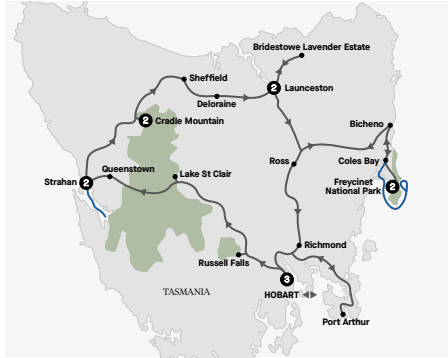 Bridestowe Lavender Estate
Sheffield
2
Launceston
Deloraine
2
Cradle Mountain
Bicheno
Ross
Coles Bay
Queenstown
Lake St Clair
Strahan
2
Freycinet
National Park
2
Richmond
Russell Falls
3
TASMANIA
HOBART
Port Arthur